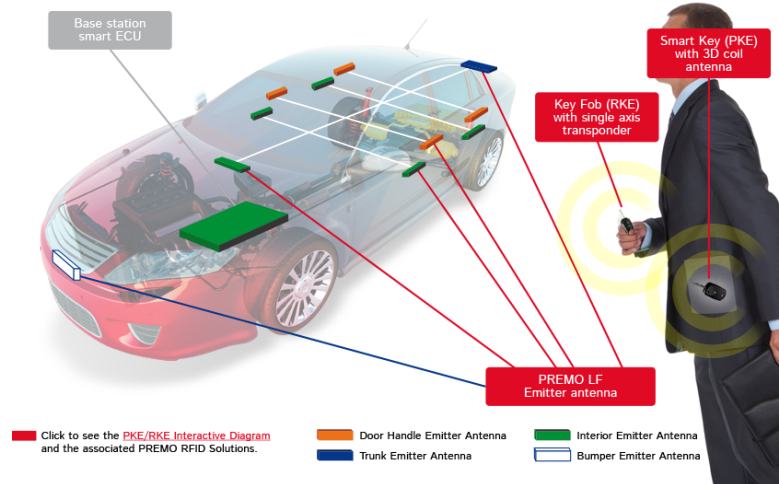 Base station
smart ECU
Smart Key (PKE)
with 3D coil
antenna
Key Fob (RKE)
with single axis
transponder
PREMO LF
Emitter antenna
Click to see the PKE/RKE Interactive Diagram
and the associated PREMO RFID Solutions.
Door Handle Emitter Antenna
Trunk Emitter Antenna
Interior Emitter Antenna
Bumper Emitter Antenna